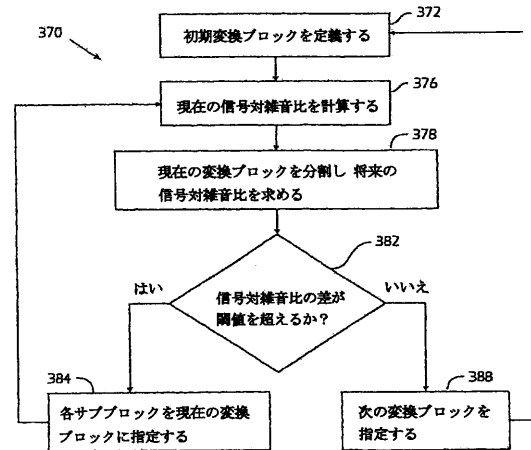 370
372
初期変換ブロックを定義する
376
現在の信号対雑音比を計算する
378
現在の変換ブロックを分割し 将来の
信号対雑音比を求める
382
はい
いいえ
信号対雑音比の差が
閾値を超えるか？
384
各サブブロックを現在の変換
ブロックに指定する
388
次の変換ブロックを
指定する